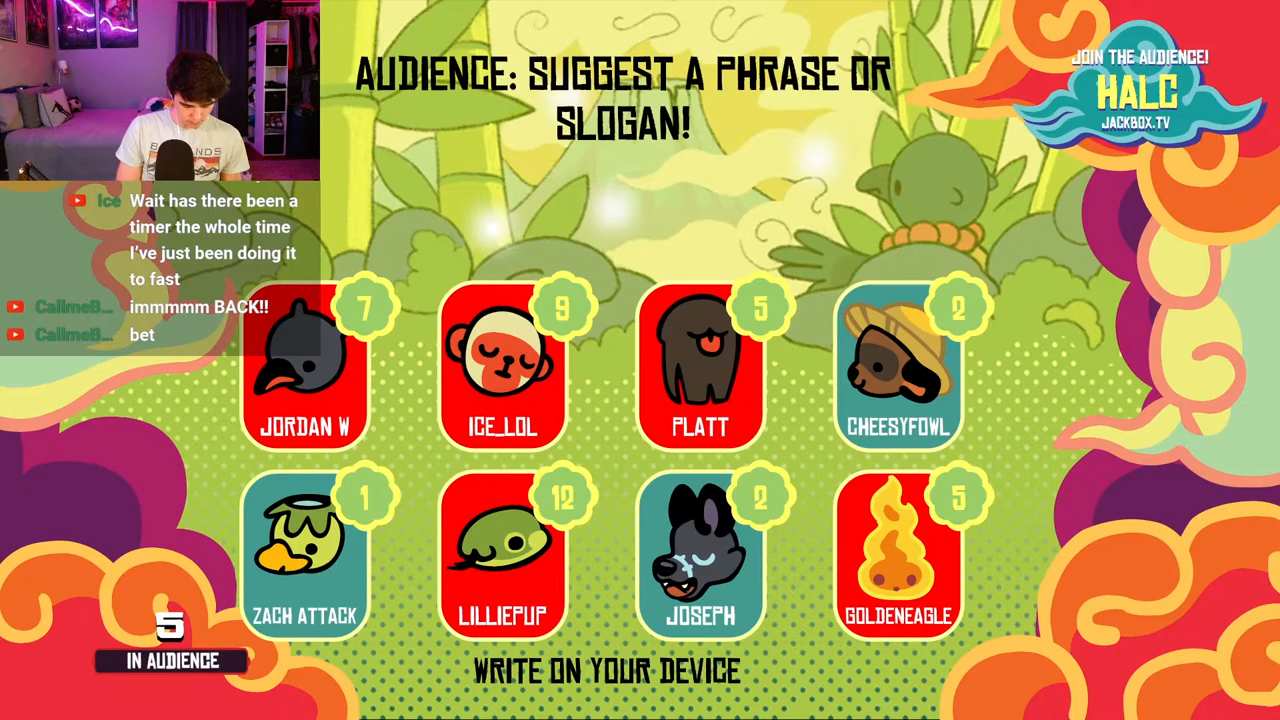 AUDIENCE: SUGGEST A PHRASE OR
SLOGAN!
JOIN THE AUDIENCE!
HALC
JACKBOX.TV
Ice Wait has there been a
timer the whole time
I've just been doing it
to fast
CallmeB... immmmm BACK!!
CallmeB... bet
7
JORDAN W
9
ICE_LOL
5
PLATT
2
CHEESYFOWL
1
ZACH ATTACK
12
LILLIEPUP
2
JOSEPH
5
GOLDENEAGLE
5
IN AUDIENCE
WRITE ON YOUR DEVICE